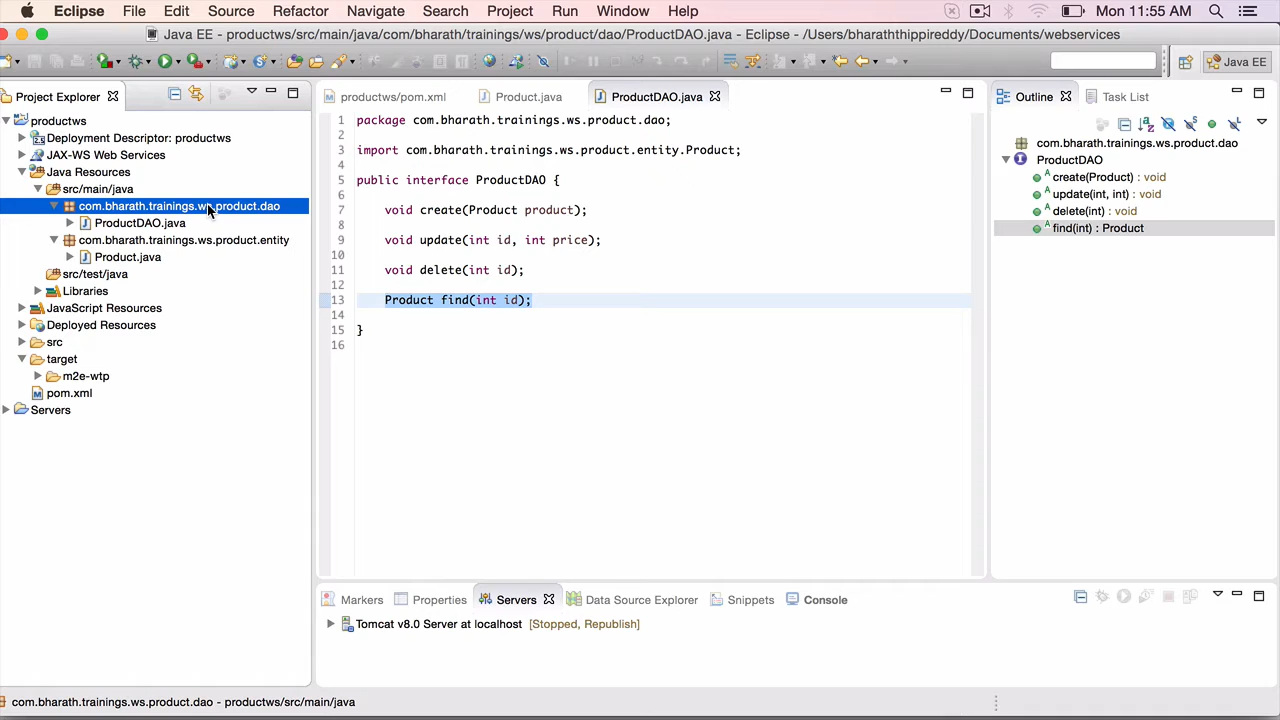 Eclipse File Edit Source Refactor Navigate Search Project Run Window Help Mon 11:55 AM
Java EE - productws/src/main/java/com/bharath/trainings/ws/product/dao/ProductDAO.java - Eclipse - /Users/bharaththippireddy/Documents/webservices
Java EE
Project Explorer
productws
Deployment Descriptor: productws
JAX-WS Web Services
Java Resources
src/main/java
com.bharath.trainings.ws.product.dao
ProductDAO.java
com.bharath.trainings.ws.product.entity
Product.java
src/test/java
Libraries
JavaScript Resources
Deployed Resources
src
target
m2e-wtp
pom.xml
Servers
productws/pom.xml Product.java ProductDAO.java
1 package com.bharath.trainings.ws.product.dao;
2
3 import com.bharath.trainings.ws.product.entity.Product;
4
5 public interface ProductDAO {
6
7 void create(Product product);
8
9 void update(int id, int price);
10
11 void delete(int id);
12
13 Product find(int id);
14
15 }
16
Outline Task List
com.bharath.trainings.ws.product.dao
ProductDAO
create(Product) : void
update(int, int) : void
delete(int) : void
find(int) : Product
Markers Properties Servers Data Source Explorer Snippets Console
Tomcat v8.0 Server at localhost [Stopped, Republish]
com.bharath.trainings.ws.product.dao - productws/src/main/java